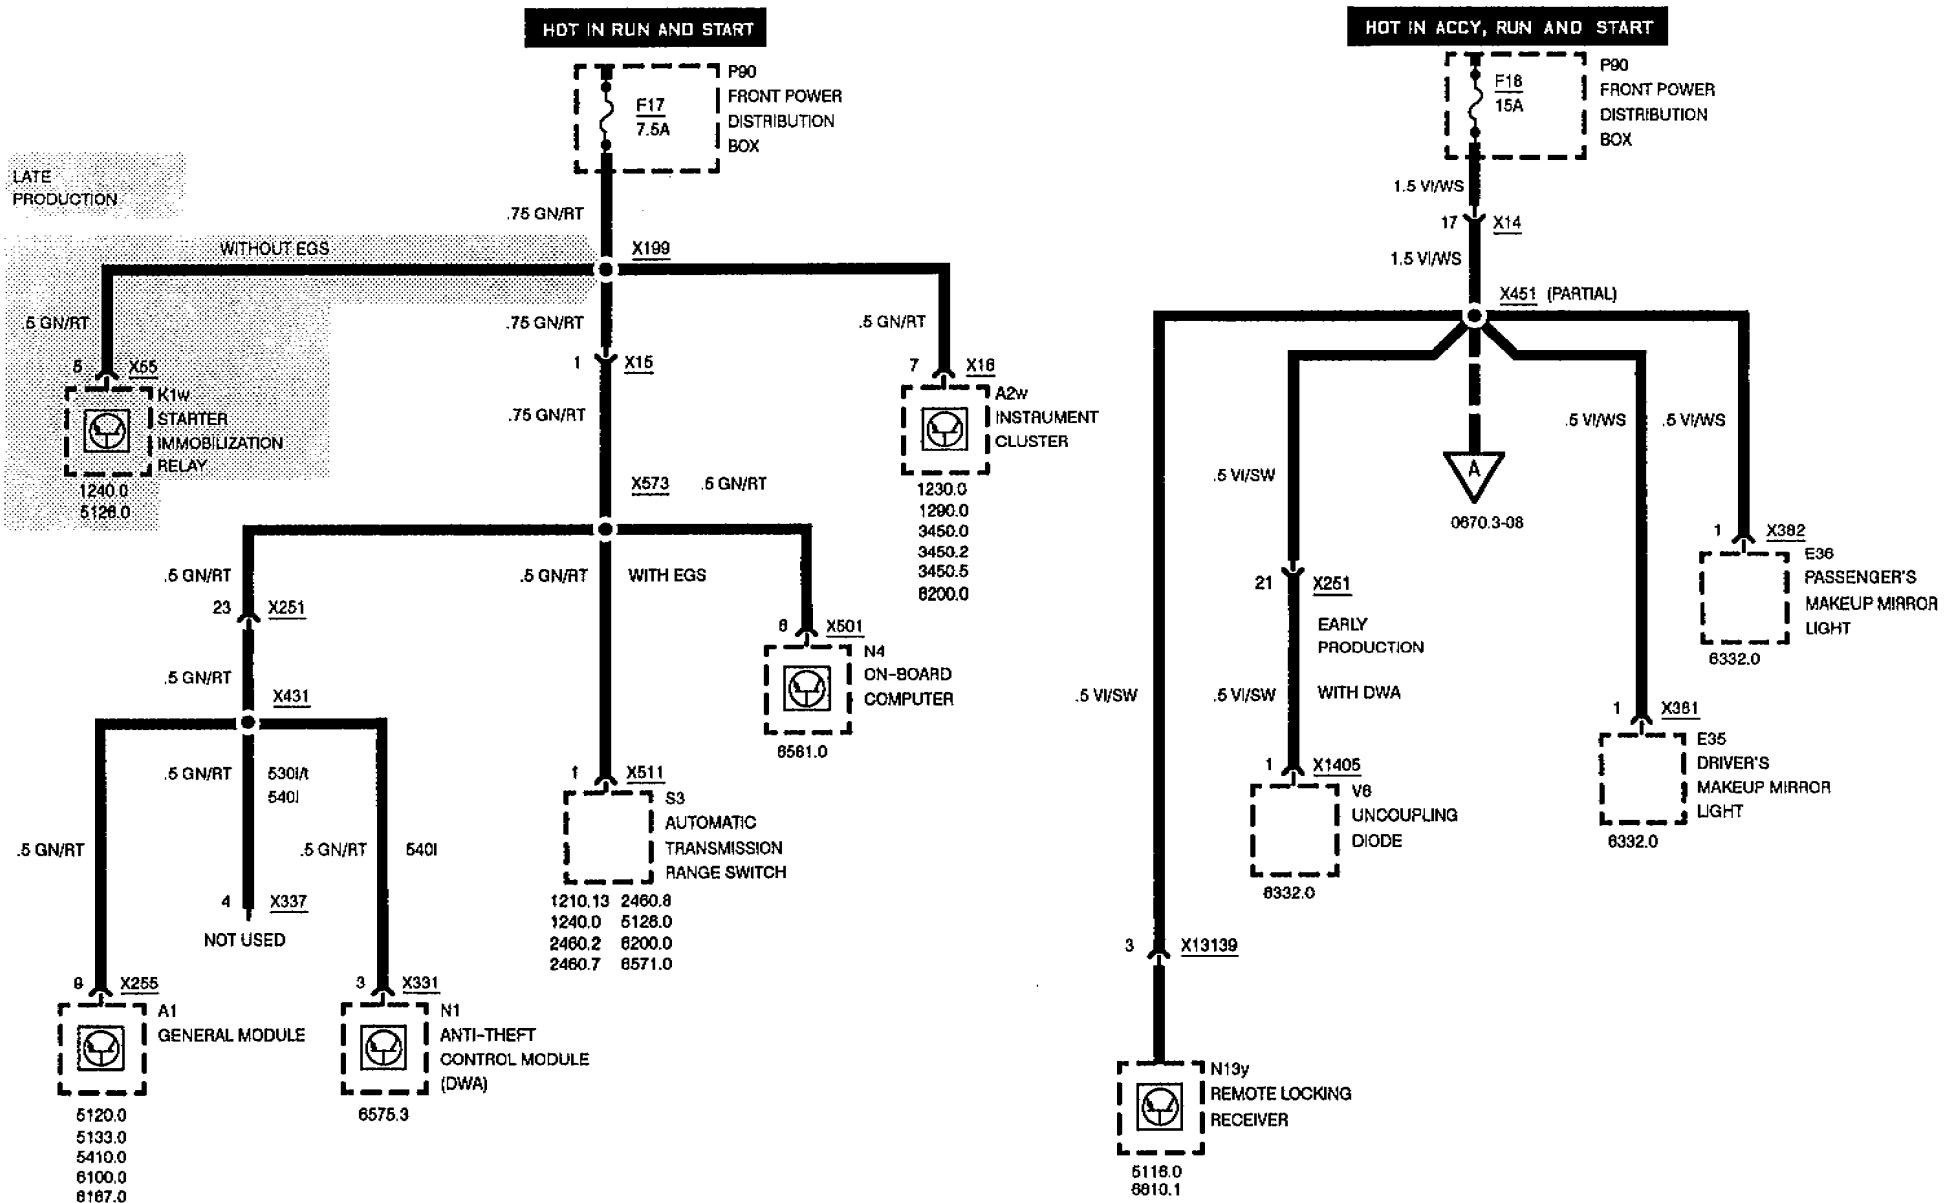 HOT IN RUN AND START
P90
FRONT POWER
DISTRIBUTION
BOX
F17
7.5A
LATE
PRODUCTION
.75 GN/RT
WITHOUT EGS
X199
.5 GN/RT
.75 GN/RT
.5 GN/RT
5
X55
1
X15
7
X16
K1w
STARTER
IMMOBILIZATION
RELAY
1240.0
5126.0
.75 GN/RT
A2w
INSTRUMENT
CLUSTER
1230.0
1290.0
3450.0
3450.2
3450.5
6200.0
X573
.5 GN/RT
.5 GN/RT
.5 GN/RT
WITH EGS
23
X251
6
X501
N4
ON-BOARD
COMPUTER
6581.0
.5 GN/RT
X431
.5 GN/RT
530i/t
540i
1
X511
S3
AUTOMATIC
TRANSMISSION
RANGE SWITCH
1210.13 2460.8
1240.0 5126.0
2460.2 6200.0
2460.7 6571.0
.5 GN/RT
.5 GN/RT
540i
4
X337
NOT USED
9
X255
A1
GENERAL MODULE
5120.0
5133.0
5410.0
6100.0
6167.0
3
X331
N1
ANTI-THEFT
CONTROL MODULE
(DWA)
6575.3
HOT IN ACCY, RUN AND START
P90
FRONT POWER
DISTRIBUTION
BOX
F18
15A
1.5 VI/WS
17
X14
1.5 VI/WS
X451 (PARTIAL)
.5 VI/WS
.5 VI/WS
.5 VI/SW
A
0670.3-08
1
X382
E36
PASSENGER'S
MAKEUP MIRROR
LIGHT
6332.0
21
X251
EARLY
PRODUCTION
.5 VI/SW
.5 VI/SW
WITH DWA
1
X381
E35
DRIVER'S
MAKEUP MIRROR
LIGHT
6332.0
1
X1405
V6
UNCOUPLING
DIODE
6332.0
3
X13139
N13y
REMOTE LOCKING
RECEIVER
5116.0
6810.1